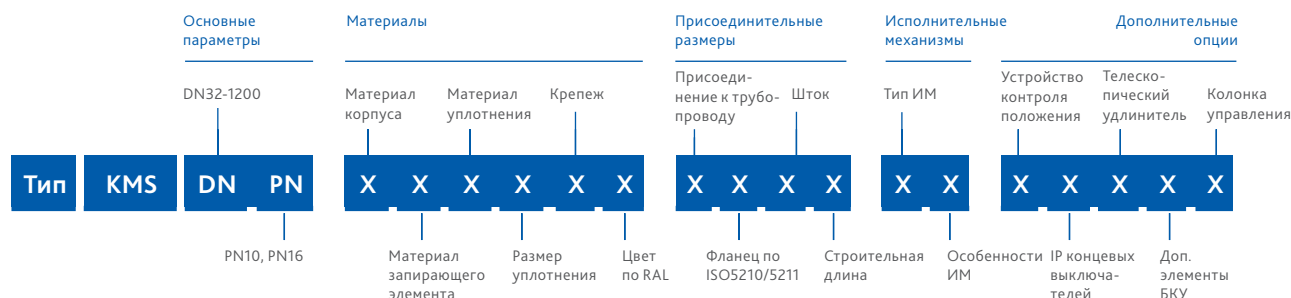 Основные
параметры
Материалы
Присоединительные
размеры
Исполнительные
механизмы
Дополнительные
опции
DN32-1200
Материал
корпуса
Материал
уплотнения
Крепеж
Присоеди-
нение к трубо-
проводу
Шток
Тип ИМ
Устройство
контроля
положения
Телеско-
пический
удлинитель
Колонка
управления
Тип KMS DN PN X X X X X X X X X X X X X X X X X
PN10, PN16
Материал
запирающего
элемента
Размер
уплотнения
Цвет
по RAL
Фланец по
ISO5210/5211
Строительная
длина
Особенности
ИМ
IP концевых
выключа-
телей
Доп.
элементы
БКУ